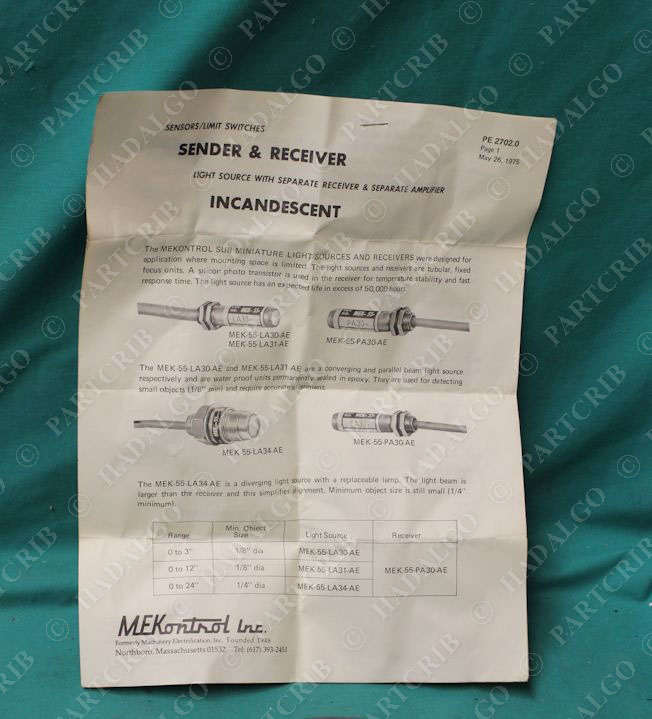 SENSORS/LIMIT SWITCHES
PE 2702.0
Page 1
May 26, 1975
SENDER & RECEIVER
LIGHT SOURCE WITH SEPARATE RECEIVER & SEPARATE AMPLIFIER
INCANDESCENT
The MEKONTROL SUB MINIATURE LIGHT SOURCES AND RECEIVERS were designed for
application where mounting space is limited. The light sources and receivers are tubular, fixed
focus units. A silicon photo transistor is used in the receiver for temperature stability and fast
response time. The light source has an expected life in excess of 50,000 hours.
MEK-55-
LA30-
MEK-55-
PA30-
MEK-55-LA30-AE
MEK-55-LA31-AE
MEK-55-PA30-AE
The MEK-55-LA30-AE and MEK-55-LA31-AE are a converging and parallel beam light source
respectively and are water proof units permanently sealed in epoxy. They are used for detecting
small objects (1/8" min) and require accurate alignment.
MEK-55-LA34-AE
MEK-55-PA30-AE
The MEK-55-LA34-AE is a diverging light source with a replaceable lamp. The light beam is
larger than the receiver and this simplifies alignment. Minimum object size is still small (1/4"
minimum).
Range Min. Object Size Light Source Receiver
0 to 3" 1/8" dia MEK-55-LA30-AE
0 to 12" 1/8" dia MEK-55-LA31-AE MEK-55-PA30-AE
0 to 24" 1/4" dia MEK-55-LA34-AE
MEKontrol Inc.
Formerly Machinery Electrification, Inc. Founded 1948
Northboro, Massachusetts 01532 Tel: (617) 393-2451
© PARTCRIB
© HADALGO